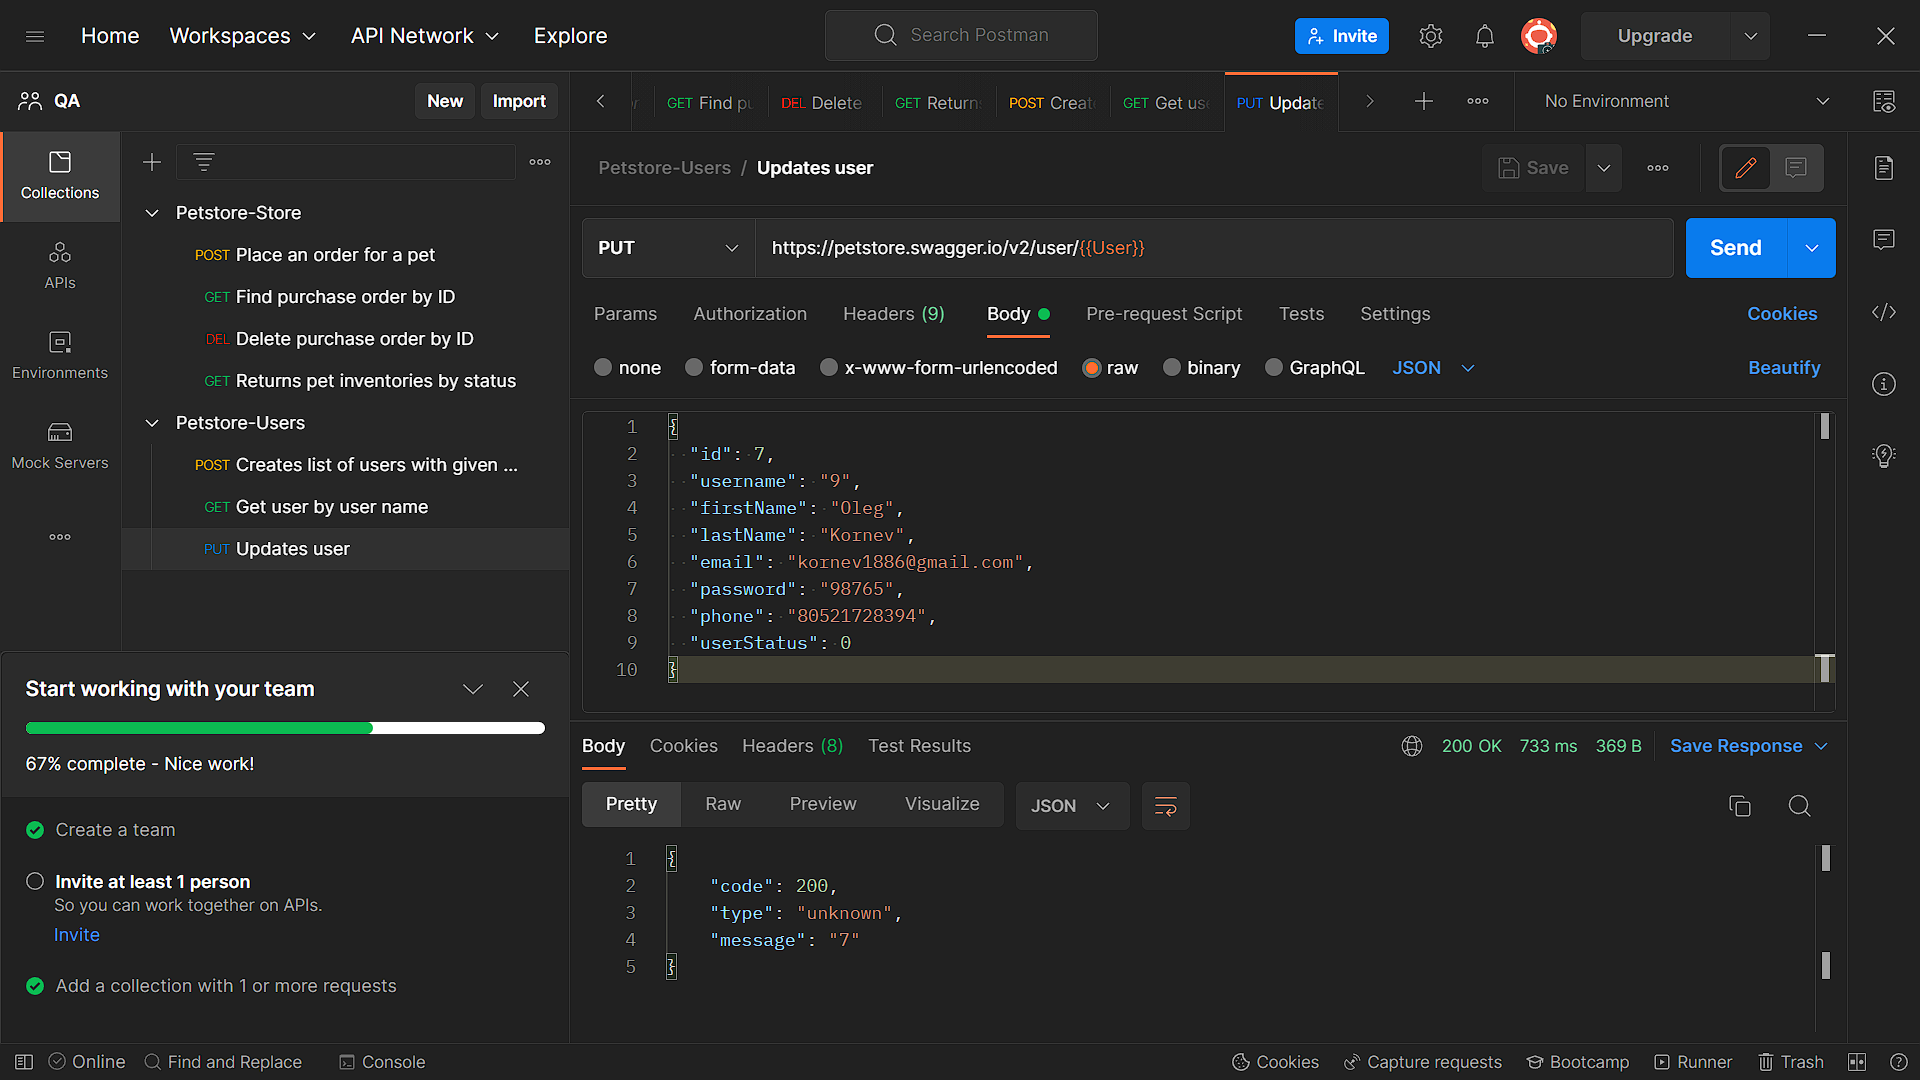 Home Workspaces API Network Explore Search Postman Invite Upgrade
QA New Import
GET Find pu DEL Delete GET Return POST Creat GET Get use PUT Update No Environment
Collections
APIs
Environments
Mock Servers
Petstore-Store
POST Place an order for a pet
GET Find purchase order by ID
DEL Delete purchase order by ID
GET Returns pet inventories by status
Petstore-Users
POST Creates list of users with given ...
GET Get user by user name
PUT Updates user
Start working with your team
67% complete - Nice work!
Create a team
Invite at least 1 person
So you can work together on APIs.
Invite
Add a collection with 1 or more requests
Petstore-Users / Updates user Save
PUT https://petstore.swagger.io/v2/user/{{User}} Send
Params Authorization Headers (9) Body Pre-request Script Tests Settings Cookies
none form-data x-www-form-urlencoded raw binary GraphQL JSON Beautify
1 {
2 "id": 7,
3 "username": "9",
4 "firstName": "Oleg",
5 "lastName": "Kornev",
6 "email": "kornev1886@gmail.com",
7 "password": "98765",
8 "phone": "80521728394",
9 "userStatus": 0
10 }
Body Cookies Headers (8) Test Results 200 OK 733 ms 369 B Save Response
Pretty Raw Preview Visualize JSON
1 {
2 "code": 200,
3 "type": "unknown",
4 "message": "7"
5 }
Online Find and Replace Console Cookies Capture requests Bootcamp Runner Trash